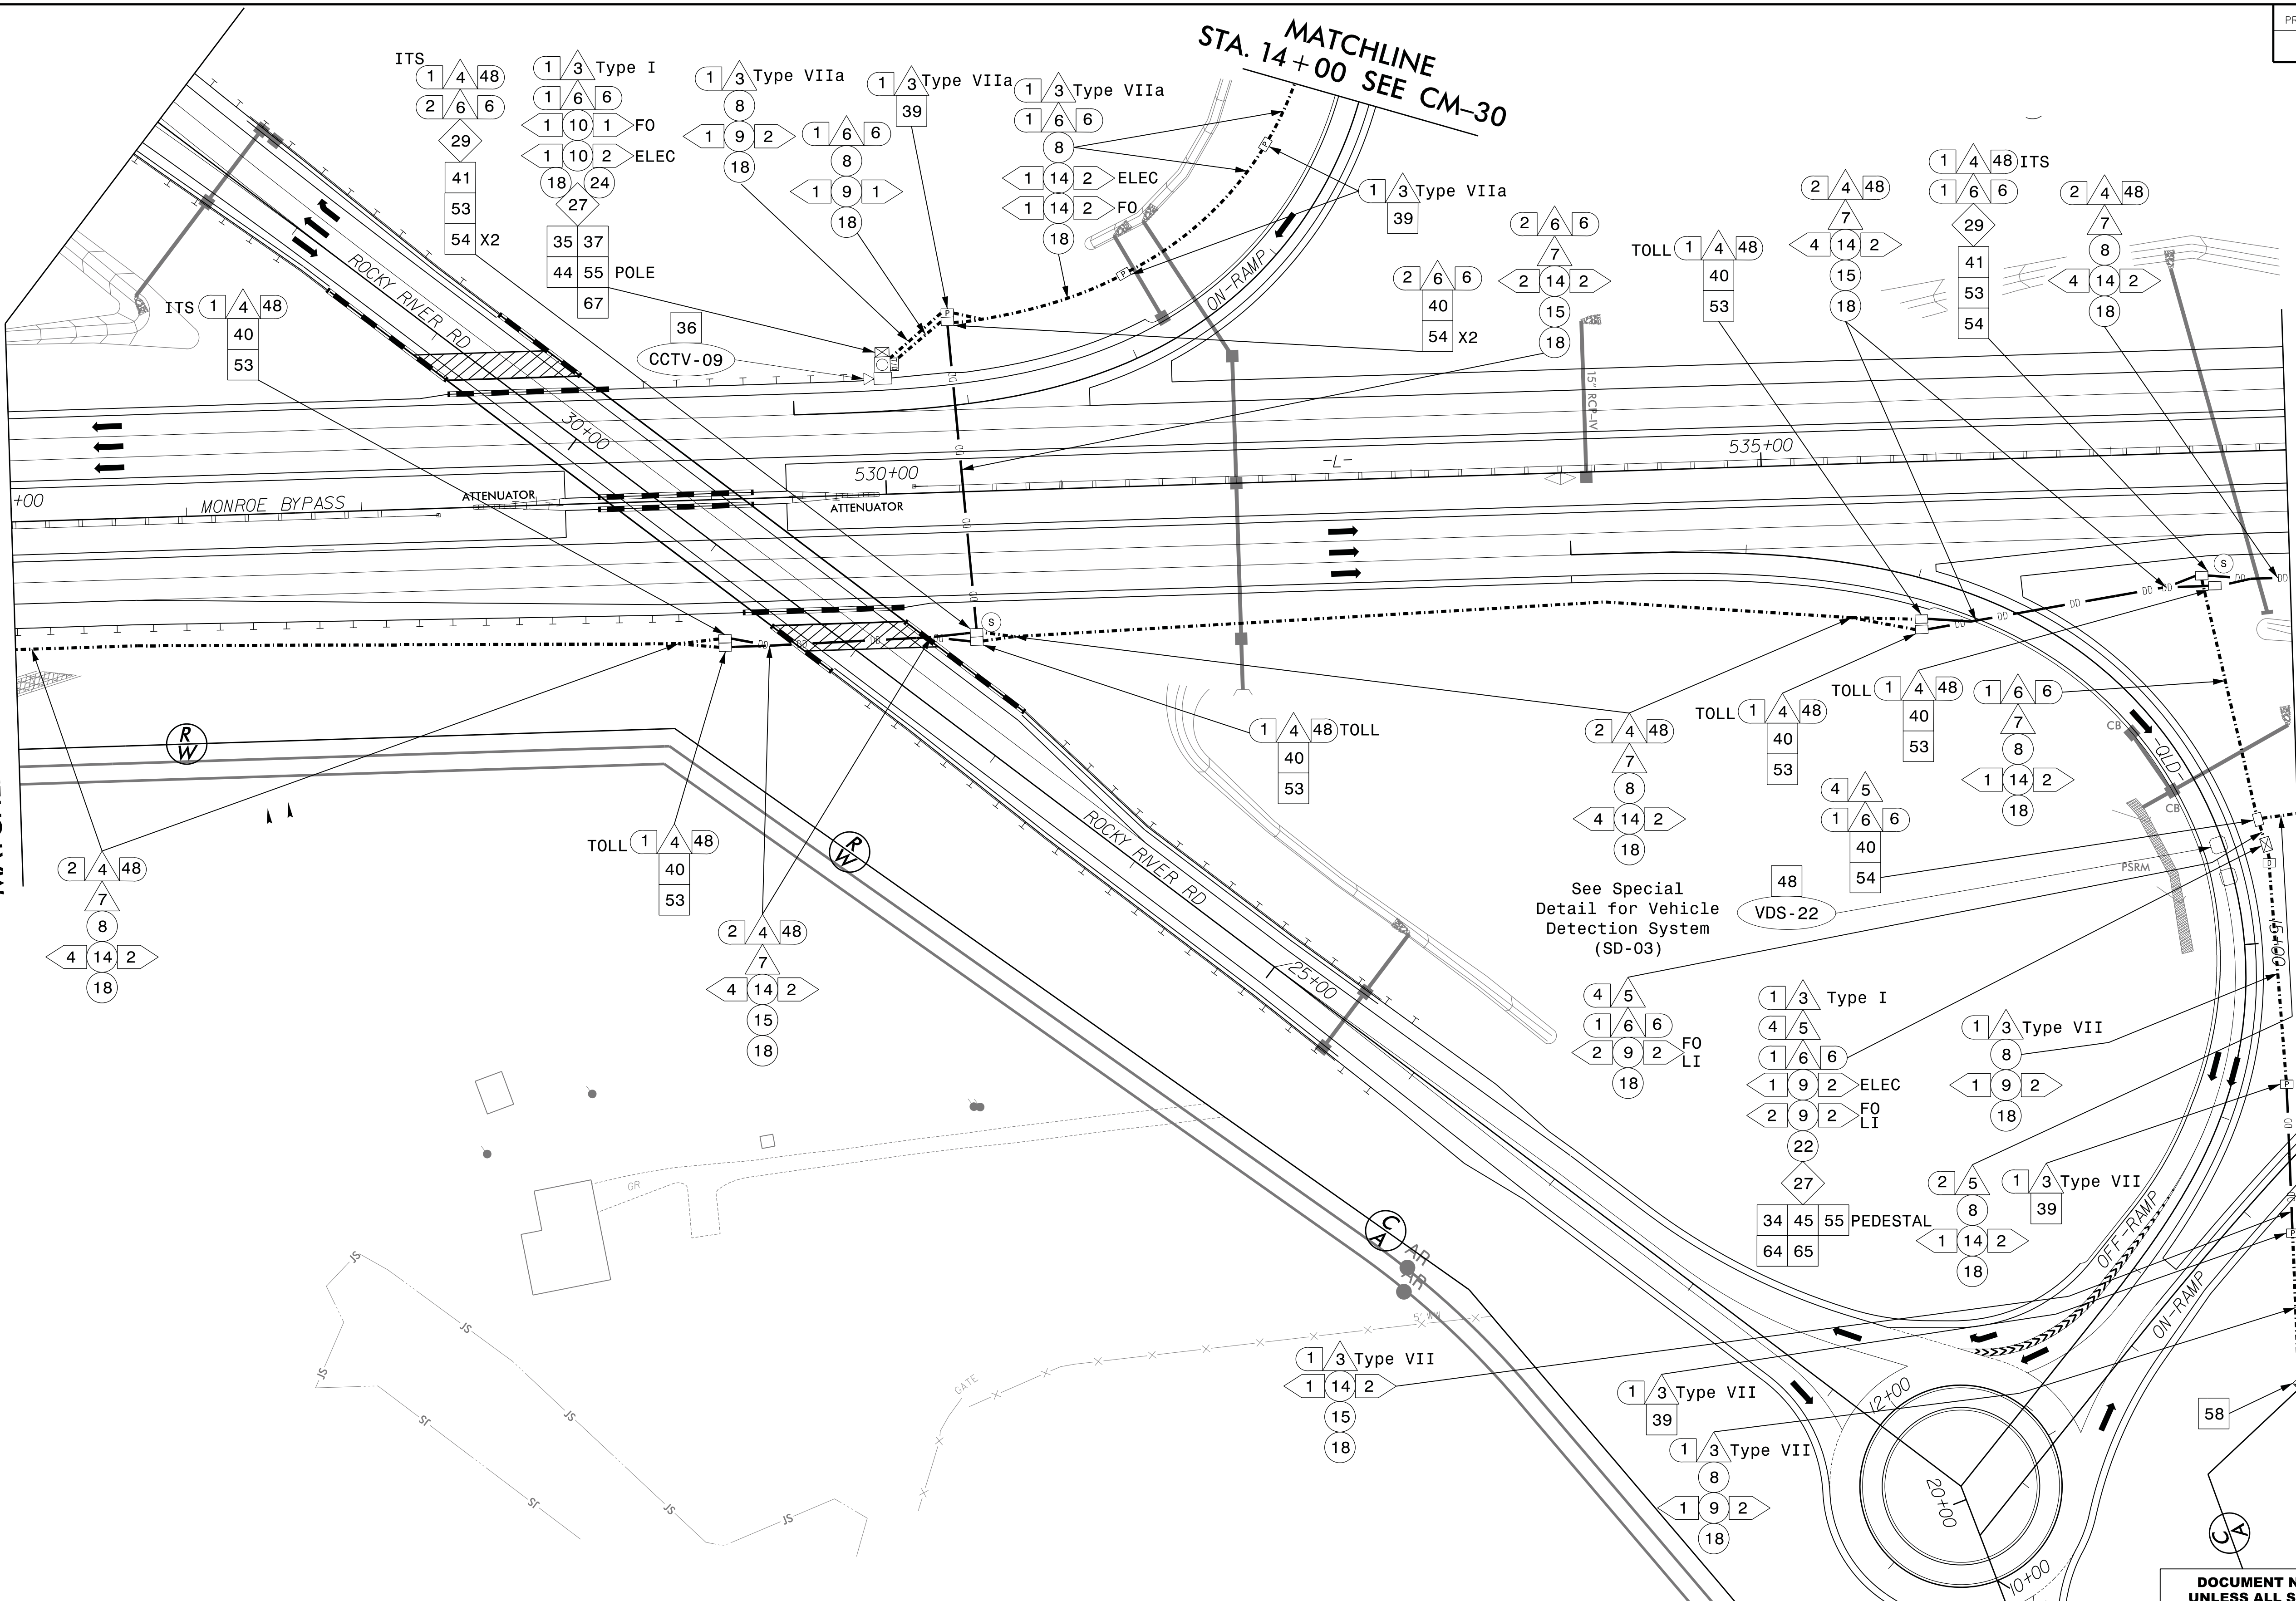 PR
MATCHLINE
STA. 14+00 SEE CM-30
ITS
1 4 48
2 6 6
29
41
53
54 X2
1 3 Type I
1 6 6
1 10 1 FO
1 10 2 ELEC
18 24
27
35 37
44 55 POLE
67
1 3 Type VIIa
8
1 9 2
18
1 6 6
8
1 9 1
18
1 3 Type VIIa
39
1 3 Type VIIa
1 6 6
8
1 14 2 ELEC
1 14 2 FO
18
1 3 Type VIIa
39
2 6 6
40
54 X2
2 6 6
7
2 14 2
15
18
TOLL 1 4 48
40
53
2 4 48
7
4 14 2
15
18
1 4 48 ITS
1 6 6
29
41
53
54
2 4 48
7
8
4 14 2
18
ITS 1 4 48
40
53
36
CCTV-09
P
P
P
D
ROCKY RIVER RD
ON-RAMP
15" RCP-IV
30+00
530+00
-L-
535+00
+00
MONROE BYPASS
ATTENUATOR
ATTENUATOR
S
S
R/W
1 4 48 TOLL
40
53
2 4 48
7
8
4 14 2
18
TOLL 1 4 48
40
53
TOLL 1 4 48
40
53
1 6 6
7
8
1 14 2
18
CB
-QLD-
CB
PSRM
2 4 48
7
8
4 14 2
18
TOLL 1 4 48
40
53
R/W
ROCKY RIVER RD
2 4 48
7
4 14 2
15
18
4 5
1 6 6
40
54
See Special
Detail for Vehicle
Detection System
(SD-03)
48
VDS-22
D
15+00
25+00
4 5
1 6 6
2 9 2 FO
LI
18
1 3 Type I
4 5
1 6 6
1 9 2 ELEC
2 9 2 FO
LI
22
27
34 45 55 PEDESTAL
64 65
1 3 Type VII
8
1 9 2
18
P
2 5
8
1 14 2
18
1 3 Type VII
39
P
OFF-RAMP
ON-RAMP
GR
C/A
AR
AR
5' WW
GATE
JS
JS
JS
JS
JS
JS
JS
JS
1 3 Type VII
1 14 2
15
18
1 3 Type VII
39
1 3 Type VII
8
1 9 2
18
12+00
20+00
10+00
58
C/A
DOCUMENT N
UNLESS ALL S